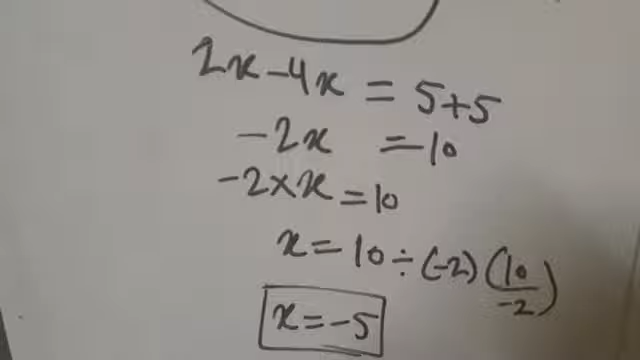 2x-4x = 5+5
-2x = 10
-2×x = 10
x = 10 ÷ (-2) (10/-2)
x = -5